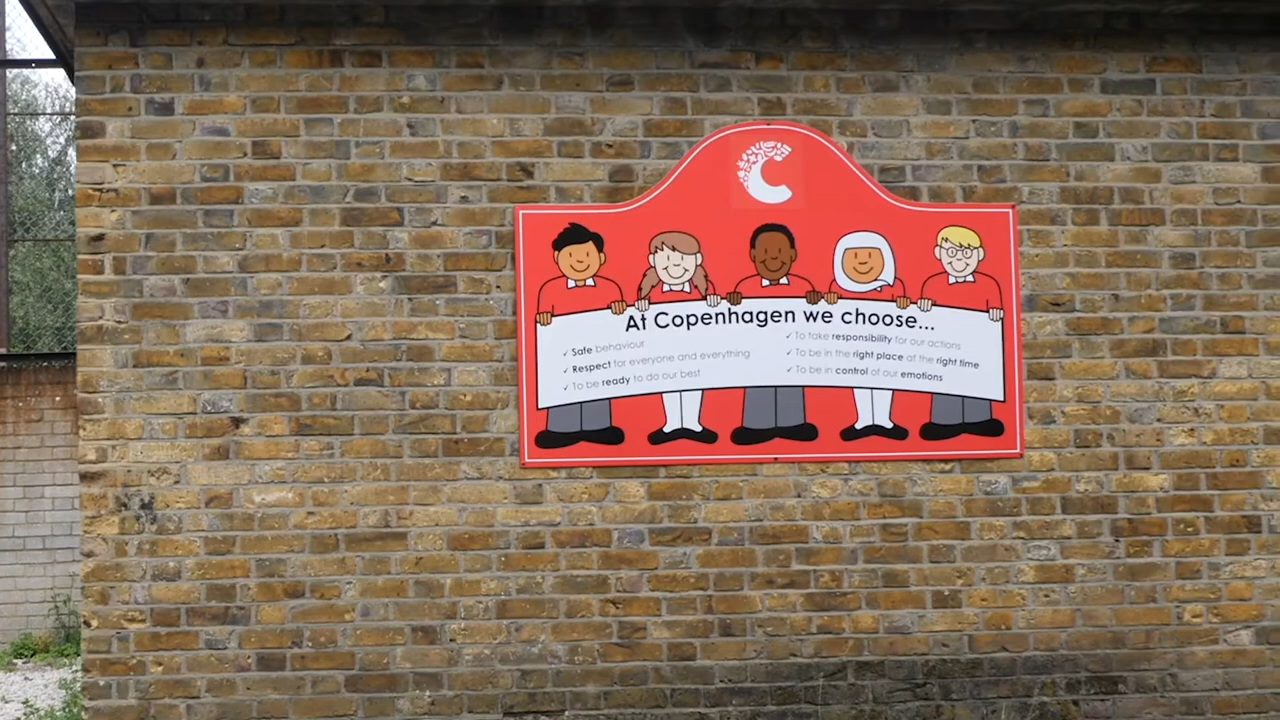 C
At Copenhagen we choose...
✓ Safe behaviour
✓ Respect for everyone and everything
✓ To be ready to do our best
✓ To take responsibility for our actions
✓ To be in the right place at the right time
✓ To be in control of our emotions